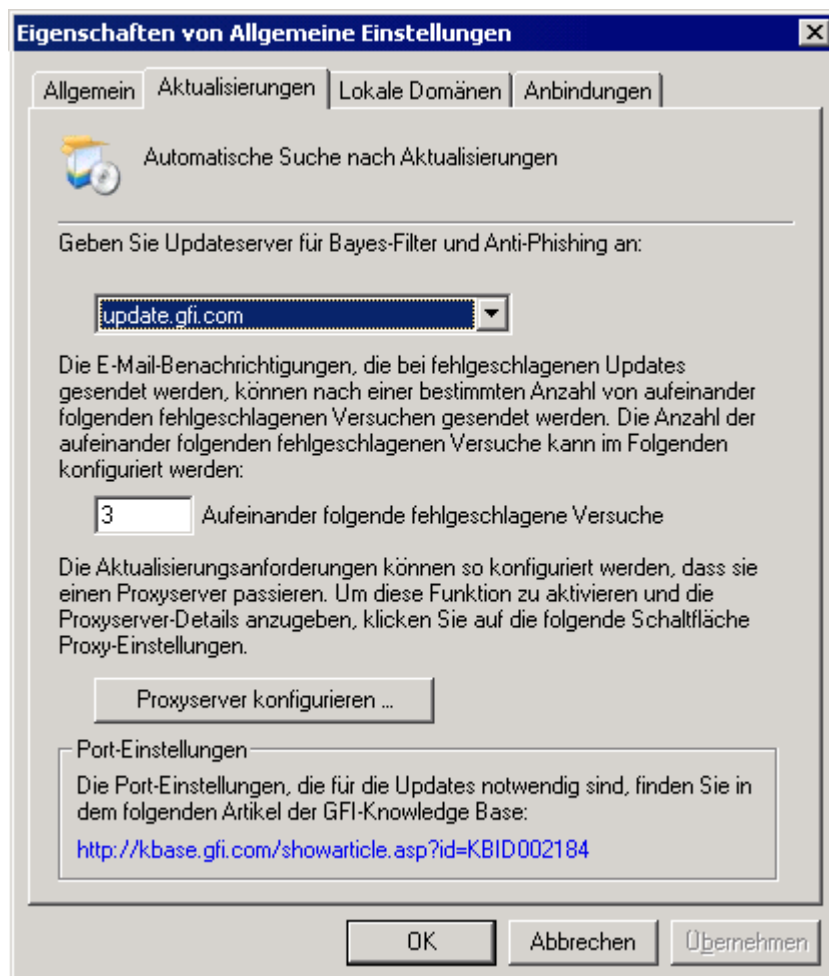 Eigenschaften von Allgemeine Einstellungen
Allgemein Aktualisierungen Lokale Domänen Anbindungen
Automatische Suche nach Aktualisierungen
Geben Sie Updateserver für Bayes-Filter und Anti-Phishing an:
update.gfi.com
Die E-Mail-Benachrichtigungen, die bei fehlgeschlagenen Updates
gesendet werden, können nach einer bestimmten Anzahl von aufeinander
folgenden fehlgeschlagenen Versuchen gesendet werden. Die Anzahl der
aufeinander folgenden fehlgeschlagenen Versuche kann im Folgenden
konfiguriert werden:
3 Aufeinander folgende fehlgeschlagene Versuche
Die Aktualisierungsanforderungen können so konfiguriert werden, dass sie
einen Proxyserver passieren. Um diese Funktion zu aktivieren und die
Proxyserver-Details anzugeben, klicken Sie auf die folgende Schaltfläche
Proxy-Einstellungen.
Proxyserver konfigurieren ...
Port-Einstellungen
Die Port-Einstellungen, die für die Updates notwendig sind, finden Sie in
dem folgenden Artikel der GFI-Knowledge Base:
http://kbase.gfi.com/showarticle.asp?id=KBID002184
OK Abbrechen Übernehmen